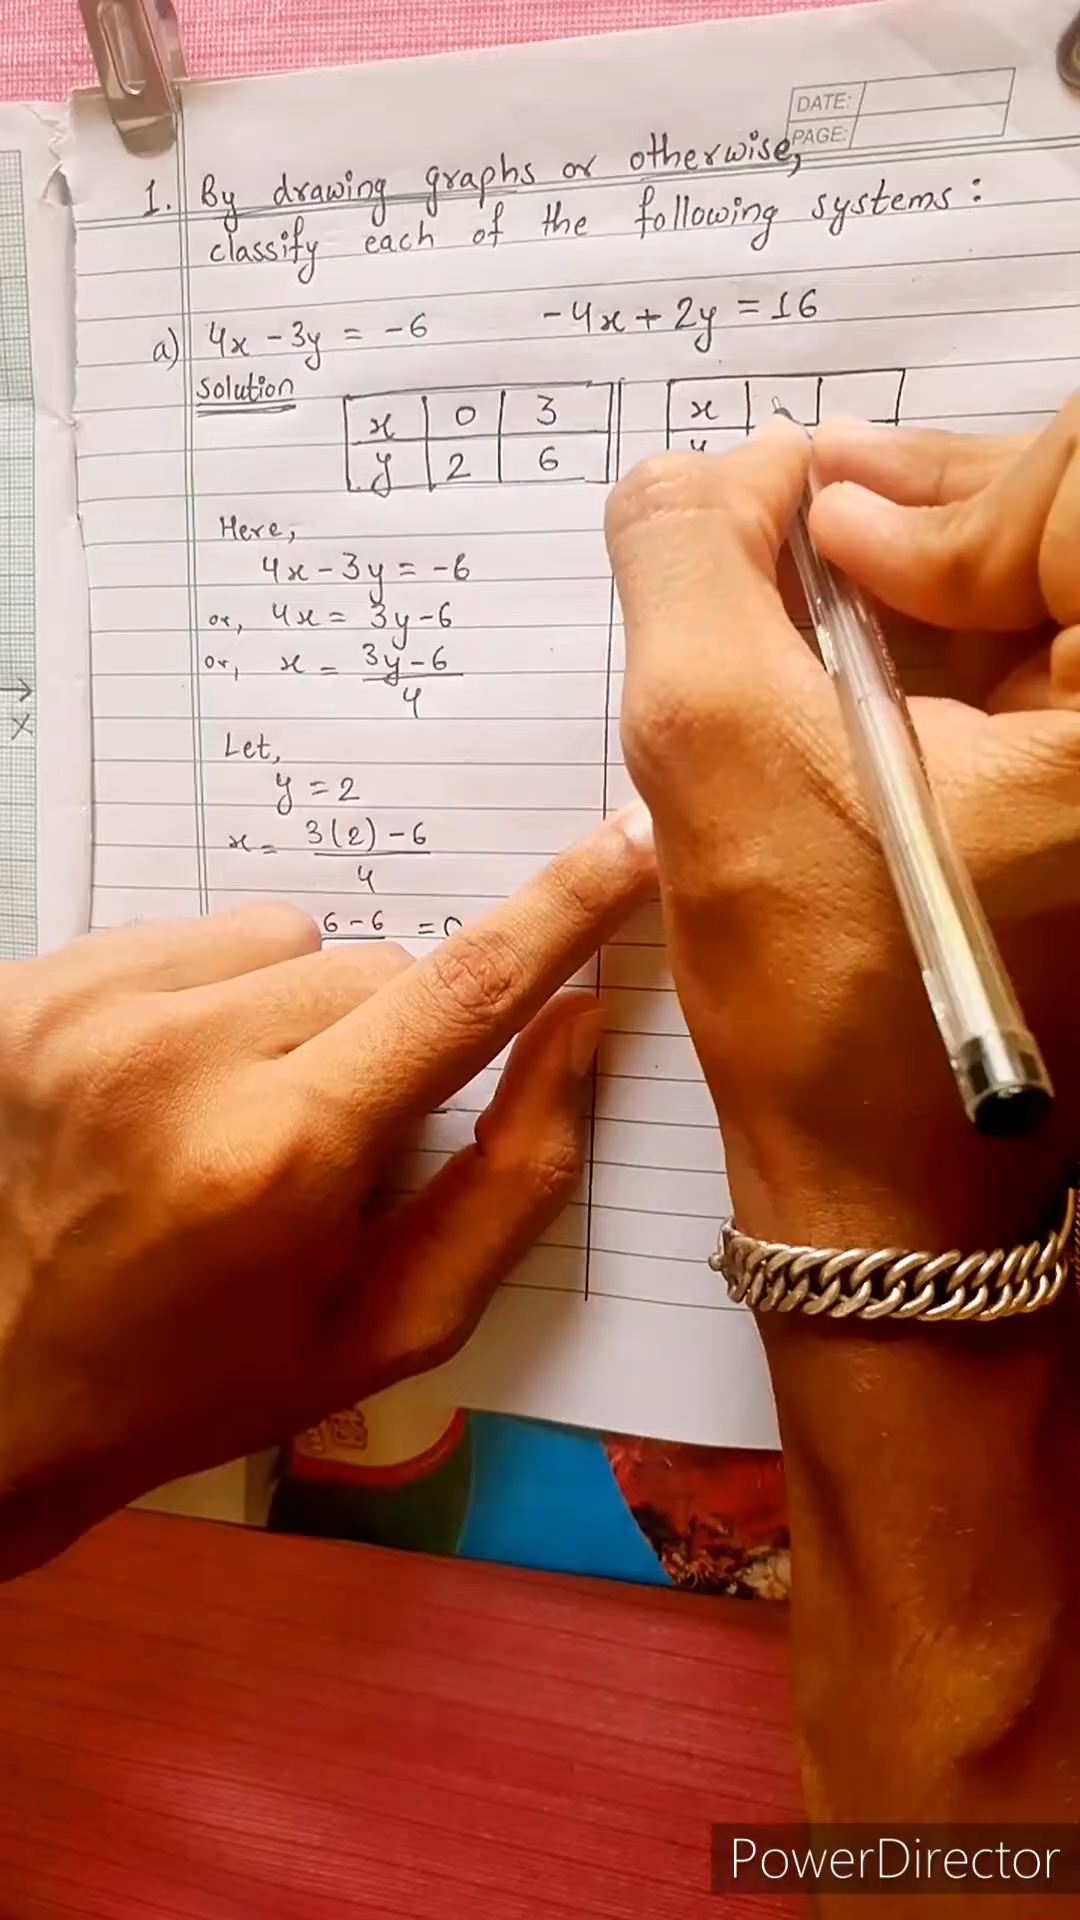 DATE:
PAGE:
1. By drawing graphs or otherwise,
classify each of the following systems:
a) 4x - 3y = -6 -4x + 2y = 16
Solution
x 0 3
y 2 6
x
y
Here,
4x - 3y = -6
or, 4x = 3y - 6
or, x = 3y - 6
4
Let,
y = 2
x = 3(2) - 6
4
6 - 6 = 0
X
PowerDirector